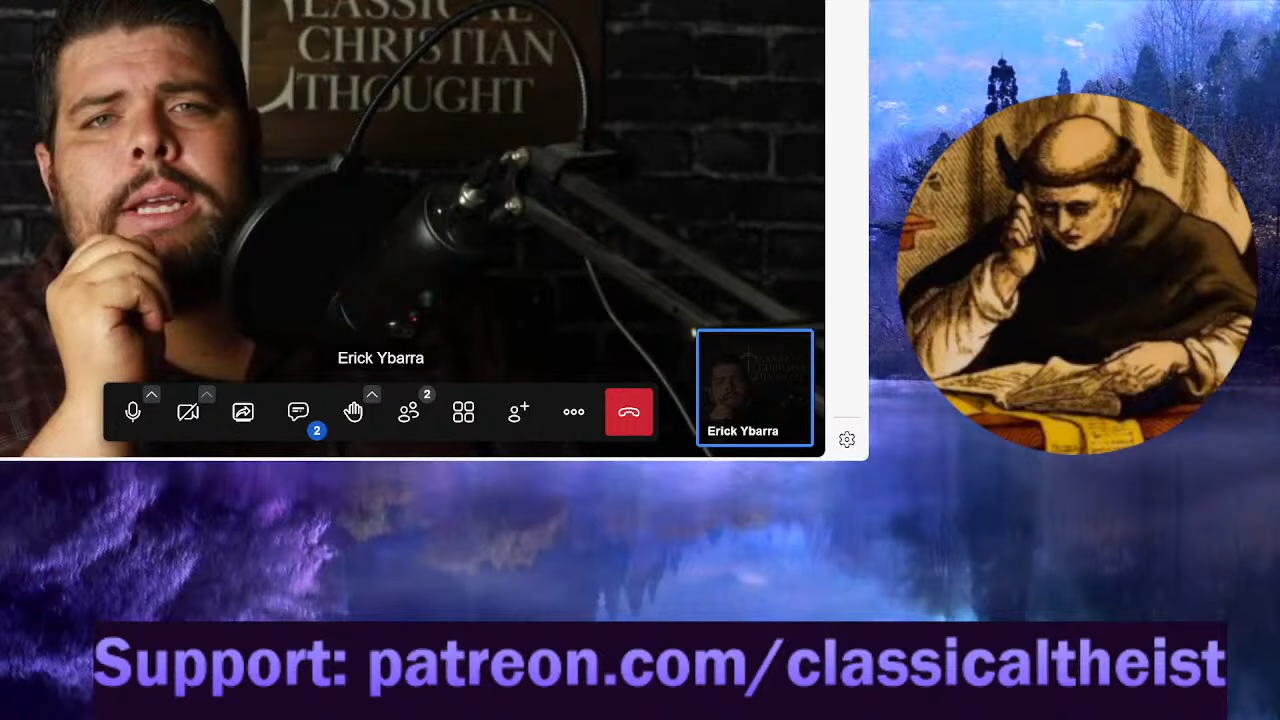 CLASSICAL
CHRISTIAN
THOUGHT
Erick Ybarra
2
2
Erick Ybarra
Support: patreon.com/classicaltheist